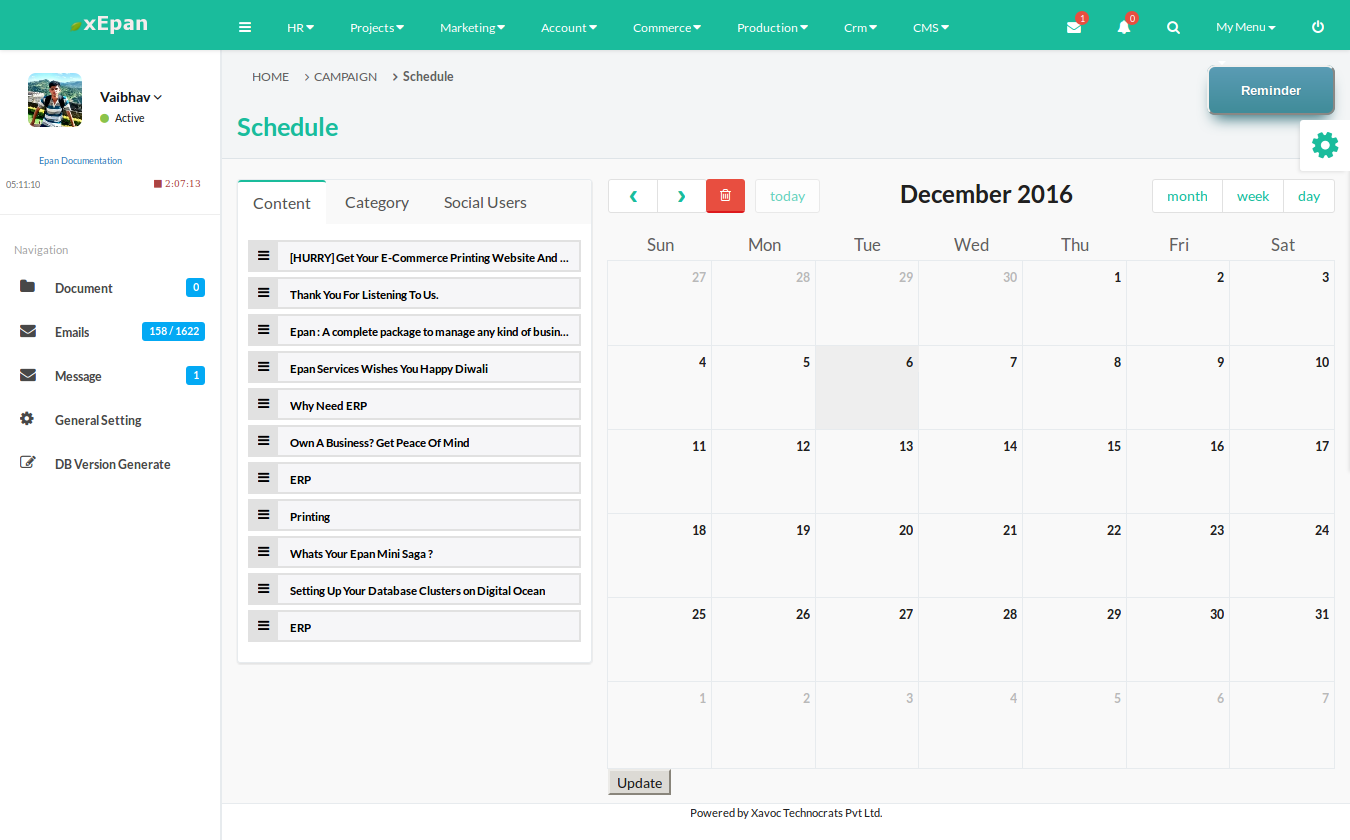 xEpan HR Projects Marketing Account Commerce Production Crm CMS 1 0 My Menu
HOME CAMPAIGN Schedule
Reminder
Vaibhav
Active
Schedule
Epan Documentation
05:11:10 2:07:13
Navigation
Document 0
Emails 158 / 1622
Message 1
General Setting
DB Version Generate
Content Category Social Users
[HURRY] Get Your E-Commerce Printing Website And ...
Thank You For Listening To Us.
Epan : A complete package to manage any kind of busin...
Epan Services Wishes You Happy Diwali
Why Need ERP
Own A Business? Get Peace Of Mind
ERP
Printing
Whats Your Epan Mini Saga ?
Setting Up Your Database Clusters on Digital Ocean
ERP
today December 2016 month week day
Sun Mon Tue Wed Thu Fri Sat
27 28 29 30 1 2 3
4 5 6 7 8 9 10
11 12 13 14 15 16 17
18 19 20 21 22 23 24
25 26 27 28 29 30 31
1 2 3 4 5 6 7
Update
Powered by Xavoc Technocrats Pvt Ltd.